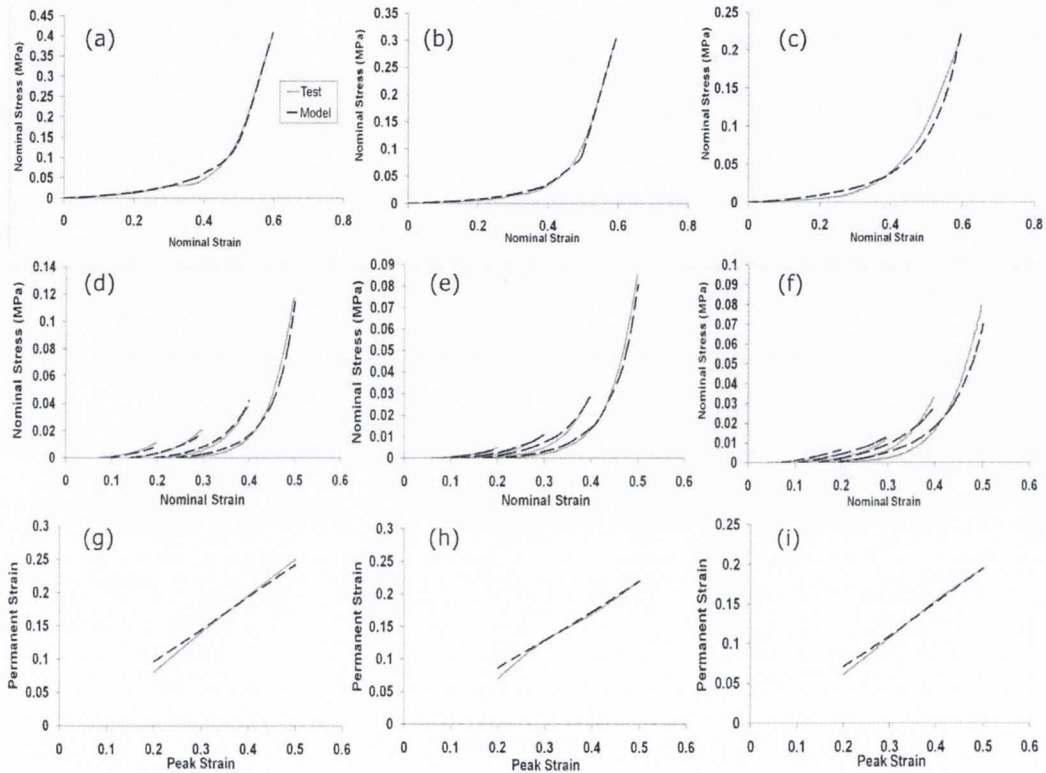 (a)
Nominal Stress (MPa)
0.45
0.4
0.35
0.3
0.25
0.2
0.15
0.1
0.05
0
0 0.2 0.4 0.6 0.8
Nominal Strain
Test
Model
(b)
Nominal Stress (MPa)
0.35
0.3
0.25
0.2
0.15
0.1
0.05
0
0 0.2 0.4 0.6 0.8
Nominal Strain
(c)
Nominal Stress (MPa)
0.25
0.2
0.15
0.1
0.05
0
0 0.2 0.4 0.6 0.8
Nominal Strain
(d)
Nominal Stress (MPa)
0.14
0.12
0.1
0.08
0.06
0.04
0.02
0
0 0.1 0.2 0.3 0.4 0.5 0.6
Nominal Strain
(e)
Nominal Stress (MPa)
0.09
0.08
0.07
0.06
0.05
0.04
0.03
0.02
0.01
0
0 0.1 0.2 0.3 0.4 0.5 0.6
Nominal Strain
(f)
Nominal Stress (MPa)
0.1
0.09
0.08
0.07
0.06
0.05
0.04
0.03
0.02
0.01
0
0 0.1 0.2 0.3 0.4 0.5 0.6
Nominal Strain
(g)
Permanent Strain
0.3
0.25
0.2
0.15
0.1
0.05
0
0 0.1 0.2 0.3 0.4 0.5 0.6
Peak Strain
(h)
Permanent Strain
0.3
0.25
0.2
0.15
0.1
0.05
0
0 0.1 0.2 0.3 0.4 0.5 0.6
Peak Strain
(i)
Permanent Strain
0.25
0.2
0.15
0.1
0.05
0
0 0.1 0.2 0.3 0.4 0.5 0.6
Peak Strain